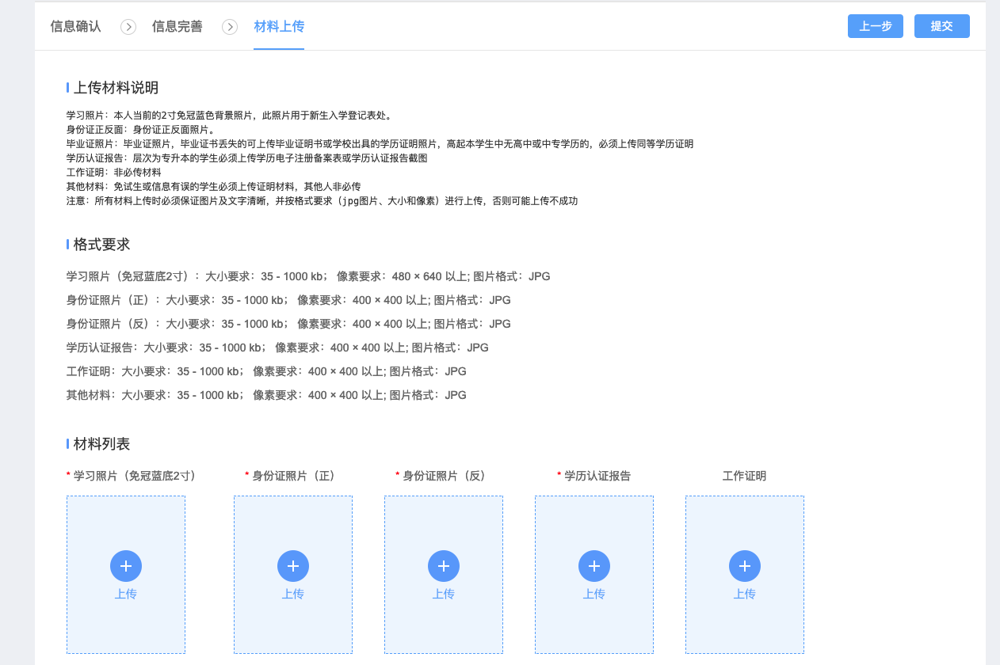 信息确认 信息完善 材料上传 上一步 提交
上传材料说明
学习照片：本人当前的2寸免冠蓝色背景照片，此照片用于新生入学登记表处。
身份证正反面：身份证正反面照片。
毕业证照片：毕业证照片，毕业证书丢失的可上传毕业证明书或学校出具的学历证明照片，高起本学生中无高中或中专学历的，必须上传同等学历证明
学历认证报告：层次为专升本的学生必须上传学历电子注册备案表或学历认证报告截图
工作证明：非必传材料
其他材料：免试生或信息有误的学生必须上传证明材料，其他人非必传
注意：所有材料上传时必须保证图片及文字清晰，并按格式要求（jpg图片、大小和像素）进行上传，否则可能上传不成功
格式要求
学习照片（免冠蓝底2寸）：大小要求：35 - 1000 kb； 像素要求：480 × 640 以上; 图片格式：JPG
身份证照片（正）：大小要求：35 - 1000 kb； 像素要求：400 × 400 以上; 图片格式：JPG
身份证照片（反）：大小要求：35 - 1000 kb； 像素要求：400 × 400 以上; 图片格式：JPG
学历认证报告：大小要求：35 - 1000 kb； 像素要求：400 × 400 以上; 图片格式：JPG
工作证明：大小要求：35 - 1000 kb； 像素要求：400 × 400 以上; 图片格式：JPG
其他材料：大小要求：35 - 1000 kb； 像素要求：400 × 400 以上; 图片格式：JPG
材料列表
* 学习照片（免冠蓝底2寸） * 身份证照片（正） * 身份证照片（反） * 学历认证报告 工作证明
上传 上传 上传 上传 上传